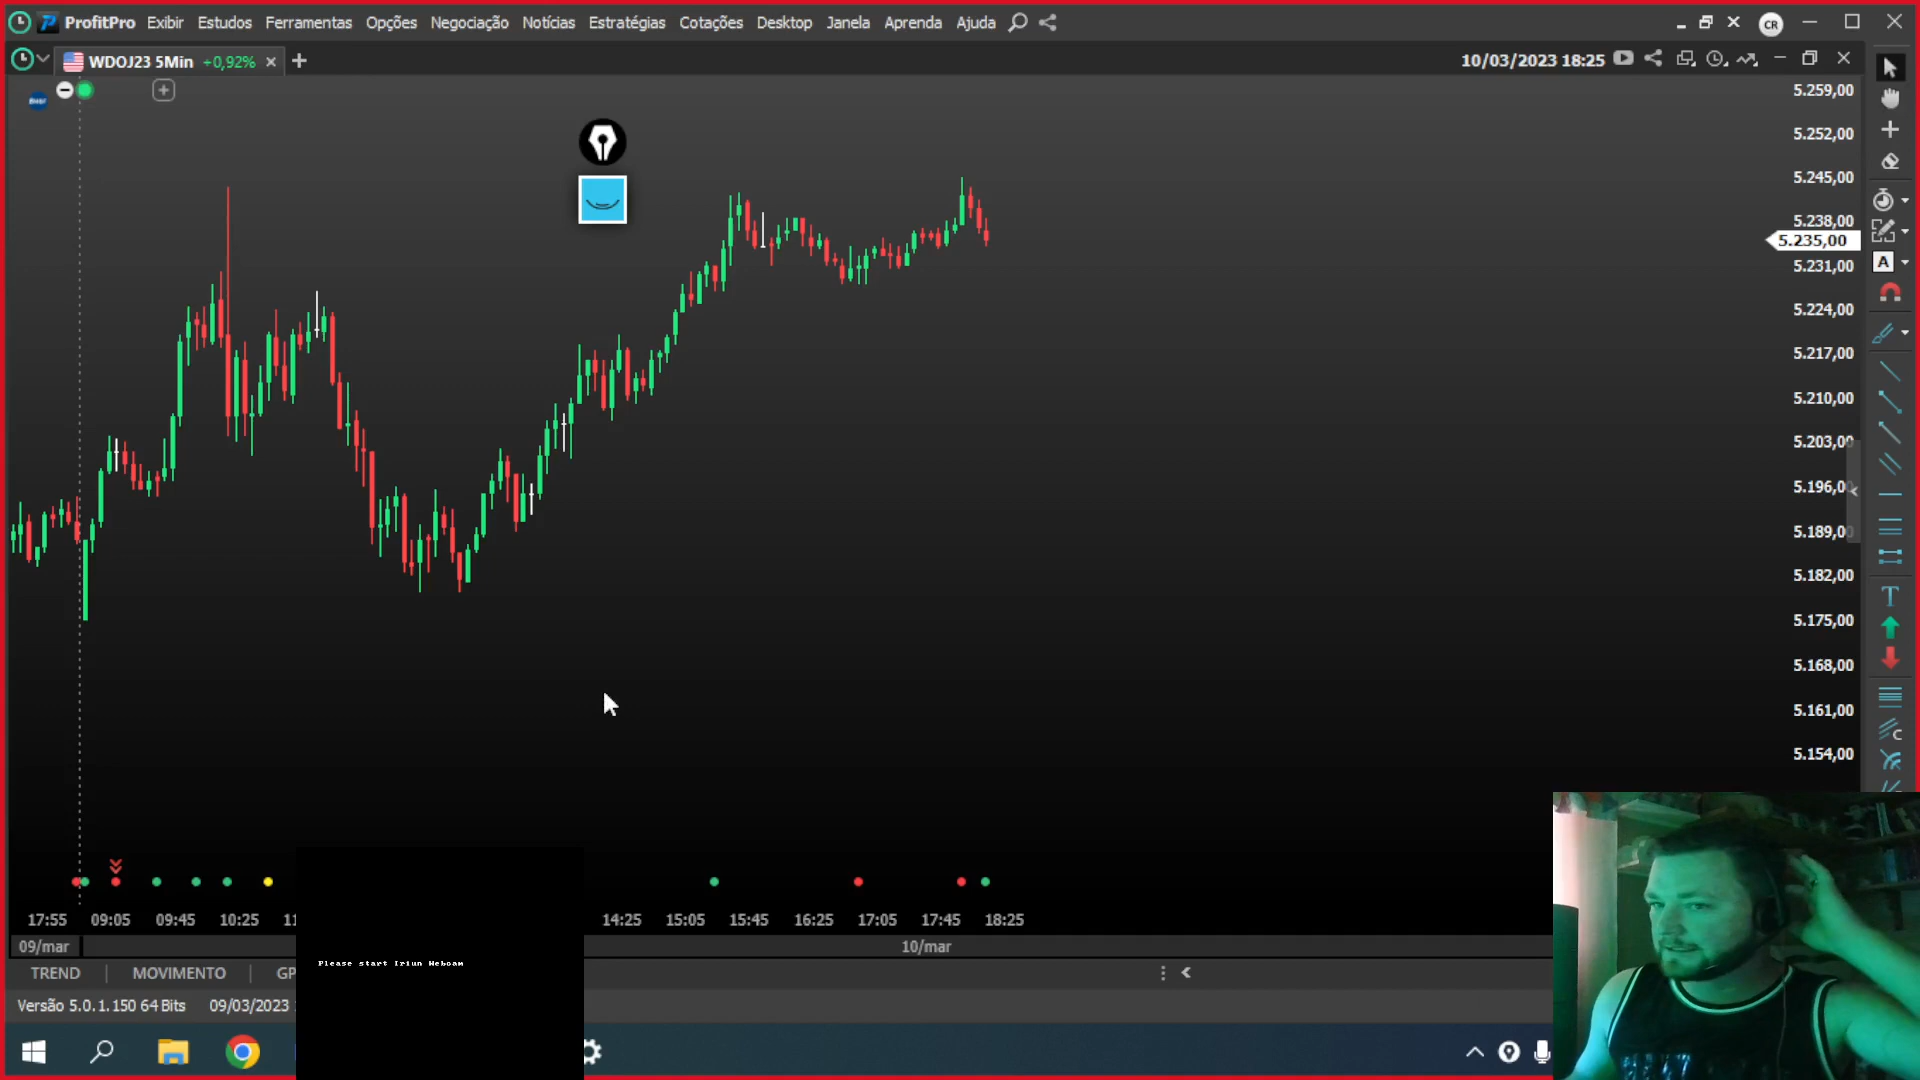 ProfitPro Exibir Estudos Ferramentas Opções Negociação Notícias Estratégias Cotações Desktop Janela Aprenda Ajuda
CR
WDOJ23 5Min +0,92%
10/03/2023 18:25
5.259,00
5.252,00
5.245,00
5.238,00
5.235,00
5.231,00
5.224,00
5.217,00
5.210,00
5.203,00
5.196,00
5.189,00
5.182,00
5.175,00
5.168,00
5.161,00
5.154,00
A
T
C
17:55 09:05 09:45 10:25 11 14:25 15:05 15:45 16:25 17:05 17:45 18:25
09/mar 10/mar
Please start Iriun Webcam
TREND MOVIMENTO GP
Versão 5.0.1.150 64 Bits 09/03/2023